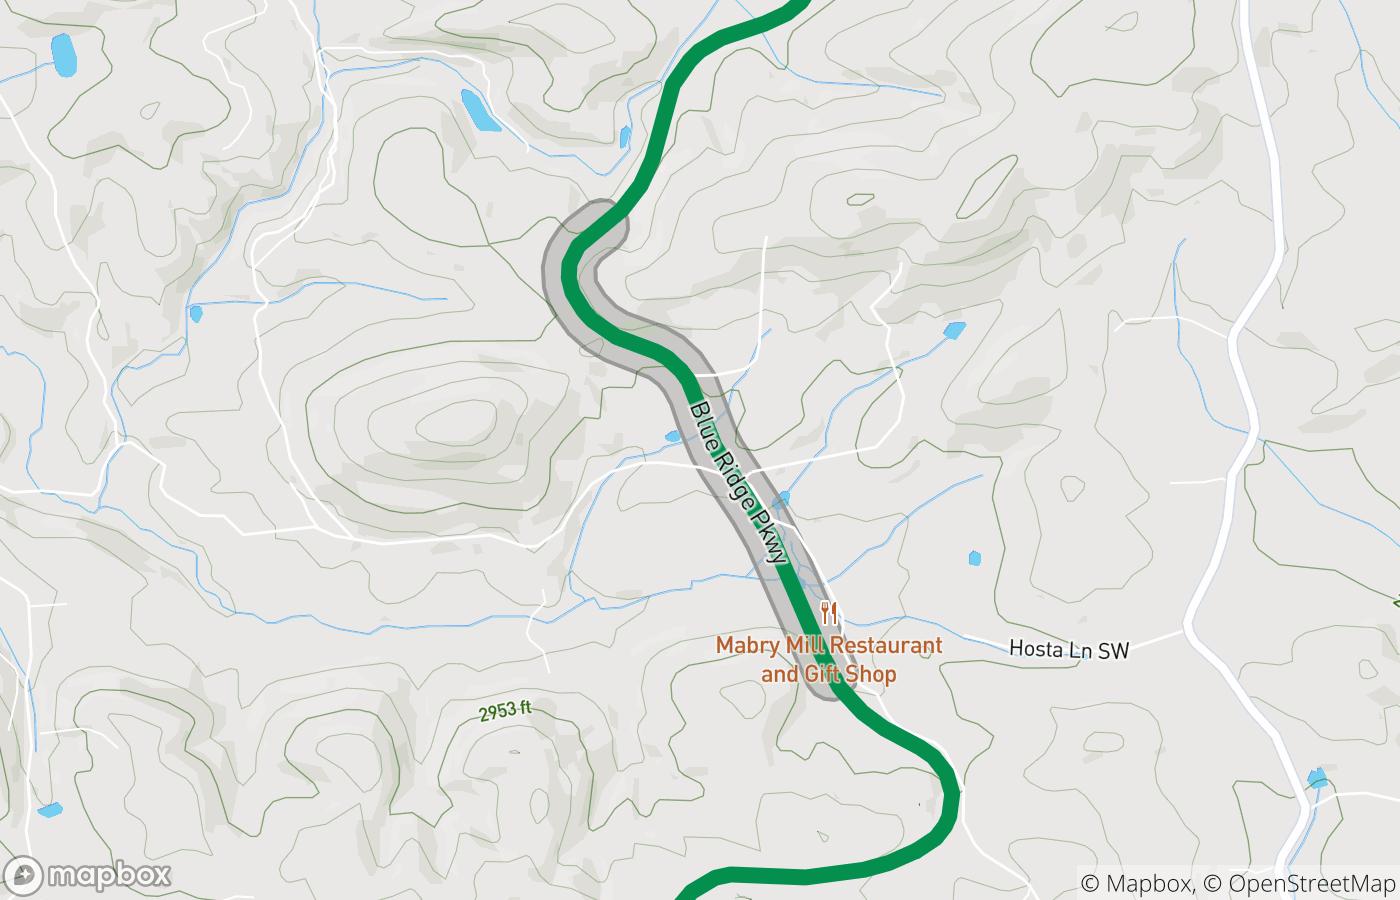 Blue Ridge Pkwy
Mabry Mill Restaurant
and Gift Shop
Hosta Ln SW
2953 ft
mapbox
© Mapbox, © OpenStreetMap